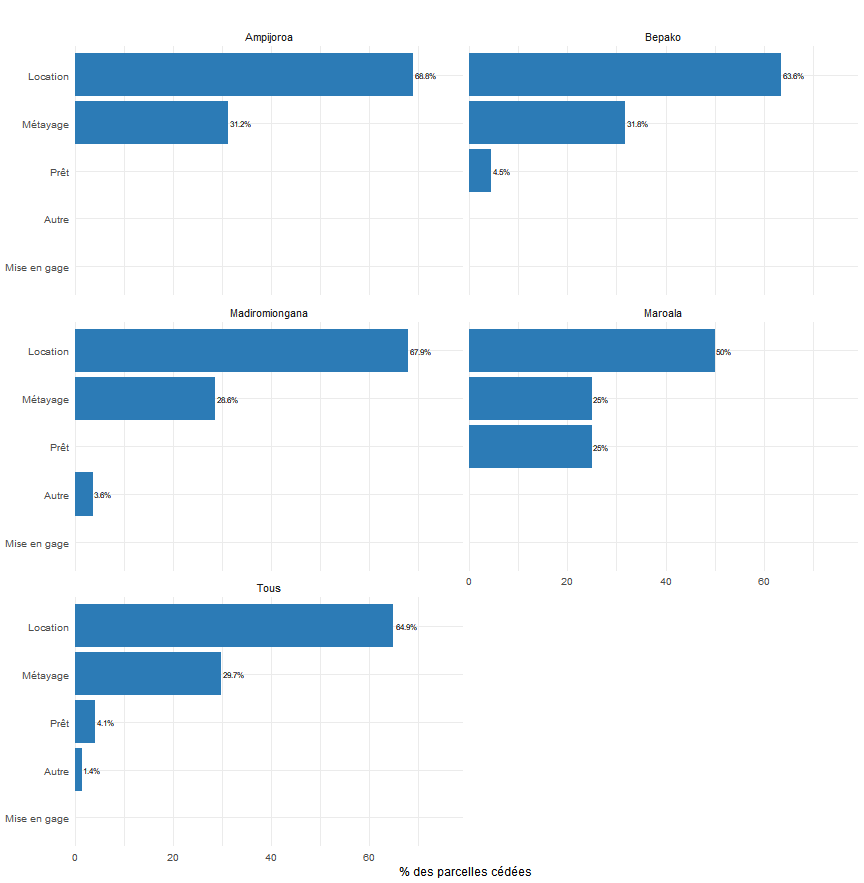 Ampijoroa
Bepako
Location
68.8%
63.6%
Métayage
31.2%
31.8%
Prêt
4.5%
Autre
Mise en gage
Madiromiongana
Maroala
Location
67.9%
50%
Métayage
28.6%
25%
Prêt
25%
Autre
3.6%
Mise en gage
0 20 40 60
Tous
Location
64.9%
Métayage
29.7%
Prêt
4.1%
Autre
1.4%
Mise en gage
0 20 40 60
% des parcelles cédées